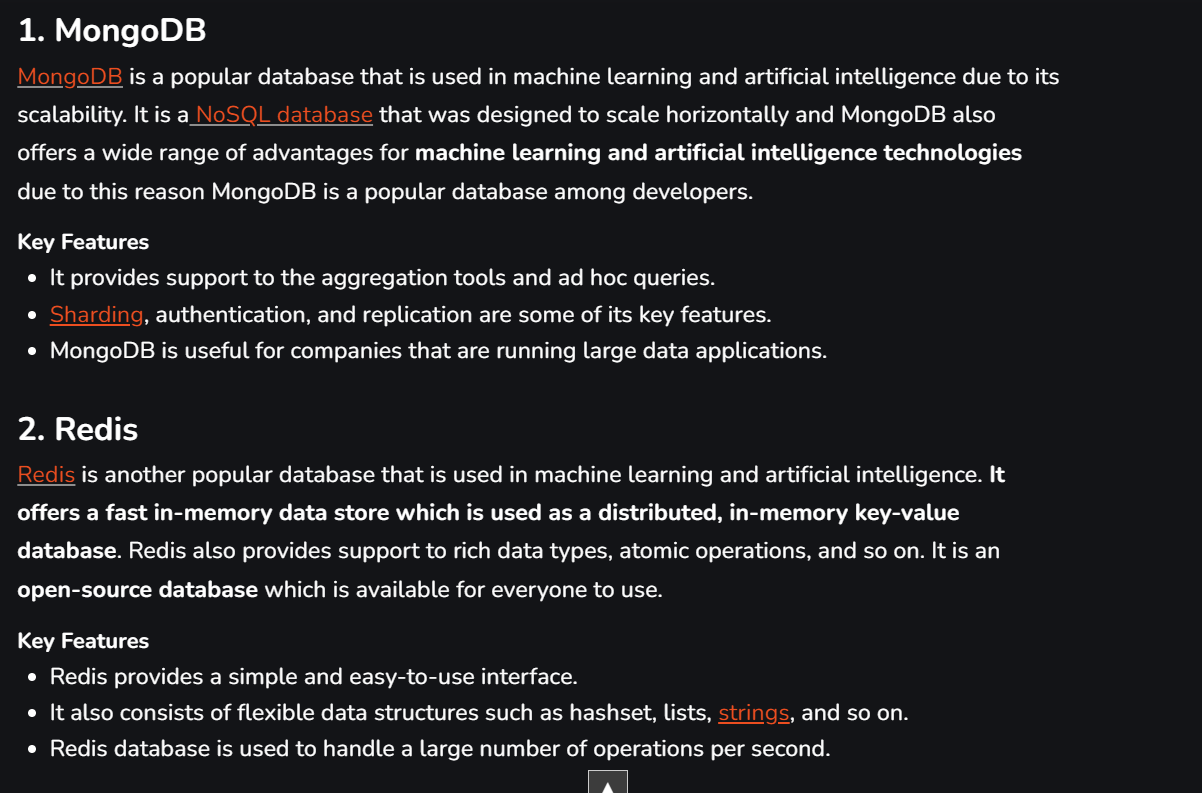 1. MongoDB
MongoDB is a popular database that is used in machine learning and artificial intelligence due to its
scalability. It is a NoSQL database that was designed to scale horizontally and MongoDB also
offers a wide range of advantages for machine learning and artificial intelligence technologies
due to this reason MongoDB is a popular database among developers.
Key Features
• It provides support to the aggregation tools and ad hoc queries.
• Sharding, authentication, and replication are some of its key features.
• MongoDB is useful for companies that are running large data applications.
2. Redis
Redis is another popular database that is used in machine learning and artificial intelligence. It
offers a fast in-memory data store which is used as a distributed, in-memory key-value
database. Redis also provides support to rich data types, atomic operations, and so on. It is an
open-source database which is available for everyone to use.
Key Features
• Redis provides a simple and easy-to-use interface.
• It also consists of flexible data structures such as hashset, lists, strings, and so on.
• Redis database is used to handle a large number of operations per second.